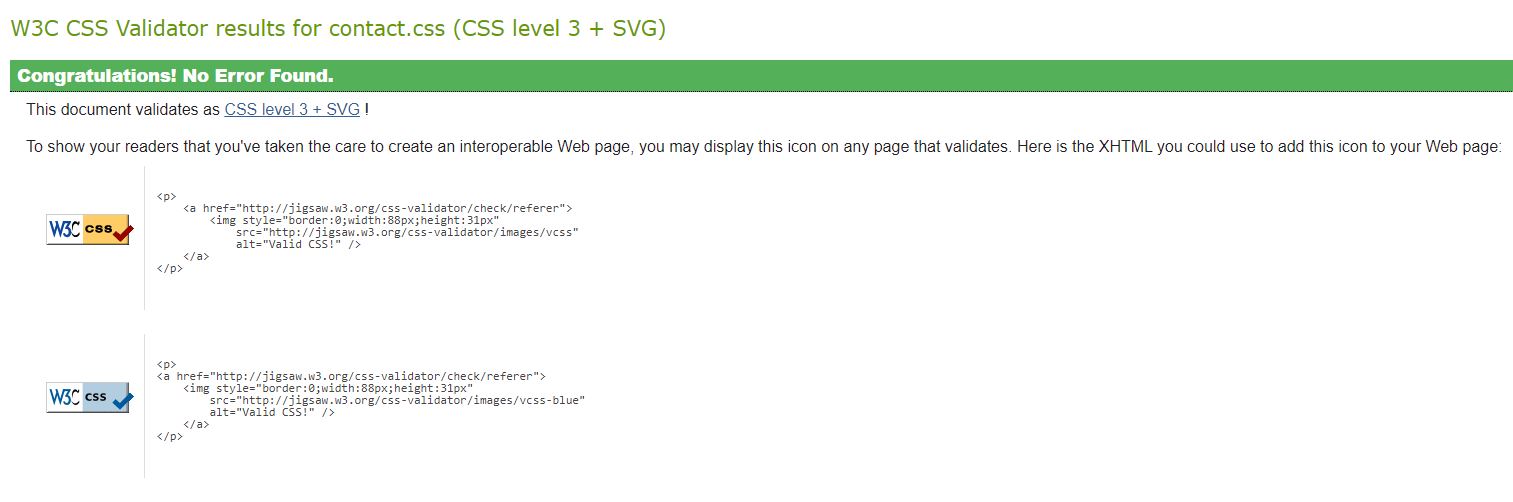 W3C CSS Validator results for contact.css (CSS level 3 + SVG)
Congratulations! No Error Found.
This document validates as CSS level 3 + SVG !
To show your readers that you've taken the care to create an interoperable Web page, you may display this icon on any page that validates. Here is the XHTML you could use to add this icon to your Web page:
W3C css
<p>
<a href="http://jigsaw.w3.org/css-validator/check/referer">
<img style="border:0;width:88px;height:31px"
src="http://jigsaw.w3.org/css-validator/images/vcss"
alt="Valid CSS!" />
</a>
</p>
W3C css
<p>
<a href="http://jigsaw.w3.org/css-validator/check/referer">
<img style="border:0;width:88px;height:31px"
src="http://jigsaw.w3.org/css-validator/images/vcss-blue"
alt="Valid CSS!" />
</a>
</p>